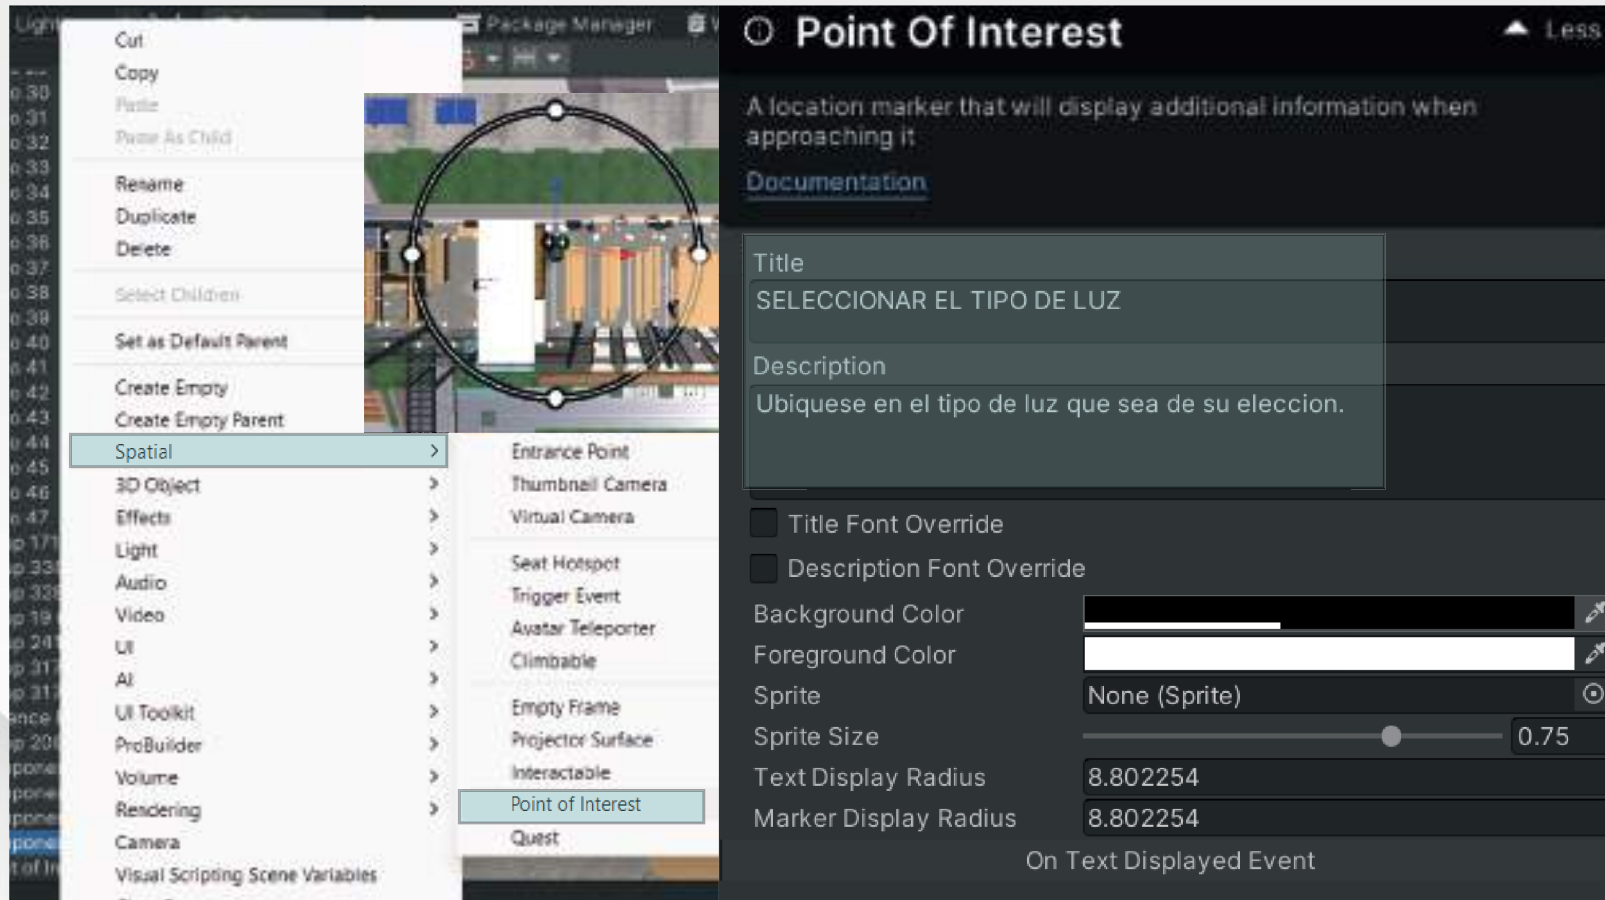 Package Manager
Cut
Copy
Paste
Paste As Child
Rename
Duplicate
Delete
Select Children
Set as Default Parent
Create Empty
Create Empty Parent
Spatial
3D Object
Effects
Light
Audio
Video
UI
AI
UI Toolkit
ProBuilder
Volume
Rendering
Camera
Visual Scripting Scene Variables
Entrance Point
Thumbnail Camera
Virtual Camera
Seat Hotspot
Trigger Event
Avatar Teleporter
Climbable
Empty Frame
Projector Surface
Interactable
Point of Interest
Quest
Point Of Interest
Less
A location marker that will display additional information when
approaching it
Documentation
Title
SELECCIONAR EL TIPO DE LUZ
Description
Ubiquese en el tipo de luz que sea de su eleccion.
Title Font Override
Description Font Override
Background Color
Foreground Color
Sprite
None (Sprite)
Sprite Size
0.75
Text Display Radius
8.802254
Marker Display Radius
8.802254
On Text Displayed Event